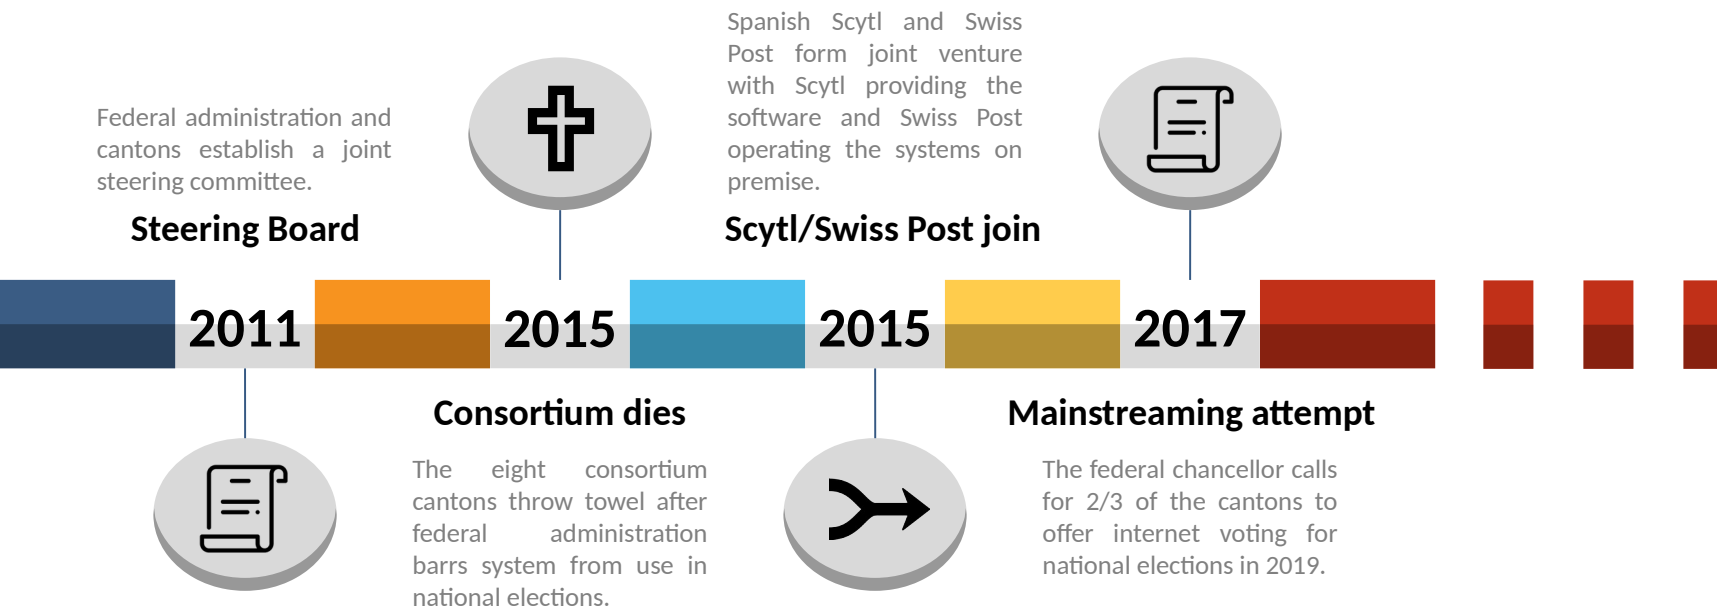 Federal administration and
cantons establish a joint
steering committee.
Steering Board
2011
2015
Consortium dies
The eight consortium
cantons throw towel after
federal administration
barrs system from use in
national elections.
Spanish Scytl and Swiss
Post form joint venture
with Scytl providing the
software and Swiss Post
operating the systems on
premise.
Scytl/Swiss Post join
2015
2017
Mainstreaming attempt
The federal chancellor calls
for 2/3 of the cantons to
offer internet voting for
national elections in 2019.